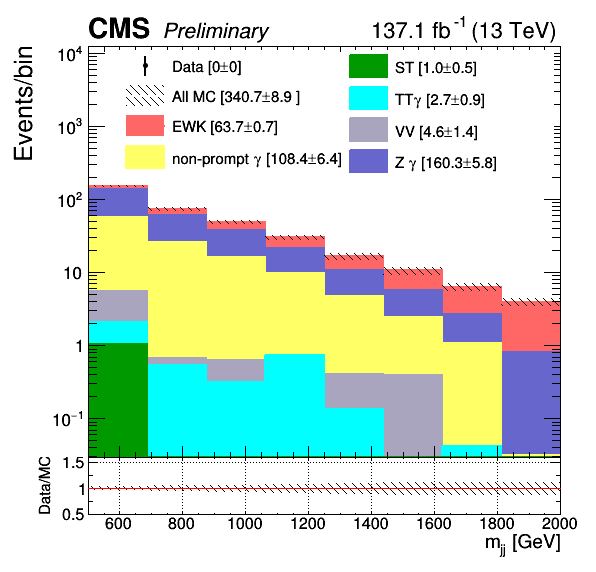 CMS Preliminary 137.1 fb⁻¹ (13 TeV)
Events/bin
10⁴
10³
10²
10
1
10⁻¹
Data [0±0]
All MC [340.7±8.9 ]
EWK [63.7±0.7]
non-prompt γ [108.4±6.4]
ST [1.0±0.5]
TTγ [2.7±0.9]
VV [4.6±1.4]
Z γ [160.3±5.8]
Data/MC
1.5
1
0.5
600 800 1000 1200 1400 1600 1800 2000
m_jj [GeV]